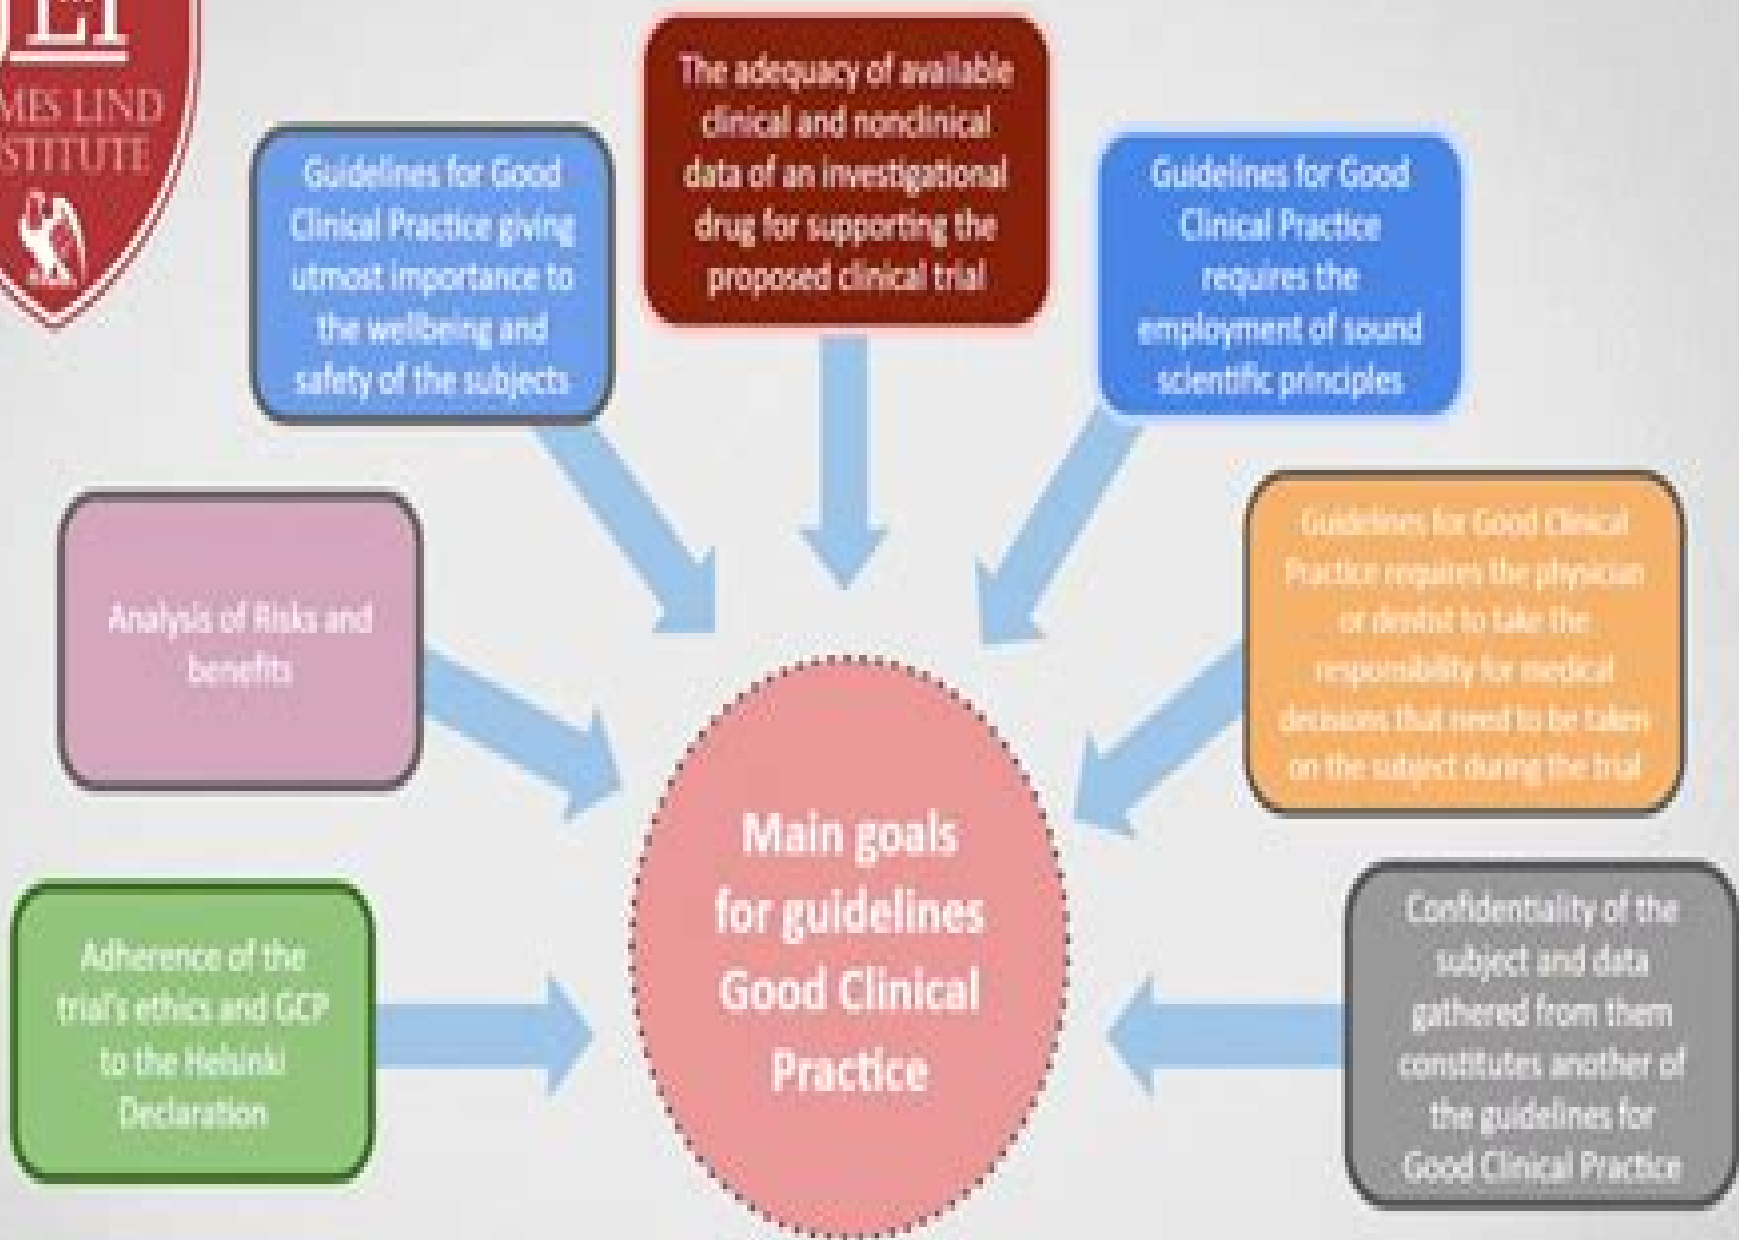 JLI
MES LIND
STITUTE
The adequacy of available
clinical and nonclinical
data of an investigational
drug for supporting the
proposed clinical trial
Guidelines for Good
Clinical Practice giving
utmost importance to
the wellbeing and
safety of the subjects
Guidelines for Good
Clinical Practice
requires the
employment of sound
scientific principles
Analysis of Risks and
benefits
Guidelines for Good Clinical
Practice requires the physician
or dentist to take the
responsibility for medical
decisions that need to be taken
on the subject during the trial
Adherence of the
trial's ethics and GCP
to the Helsinki
Declaration
Main goals
for guidelines
Good Clinical
Practice
Confidentiality of the
subject and data
gathered from them
constitutes another of
the guidelines for
Good Clinical Practice